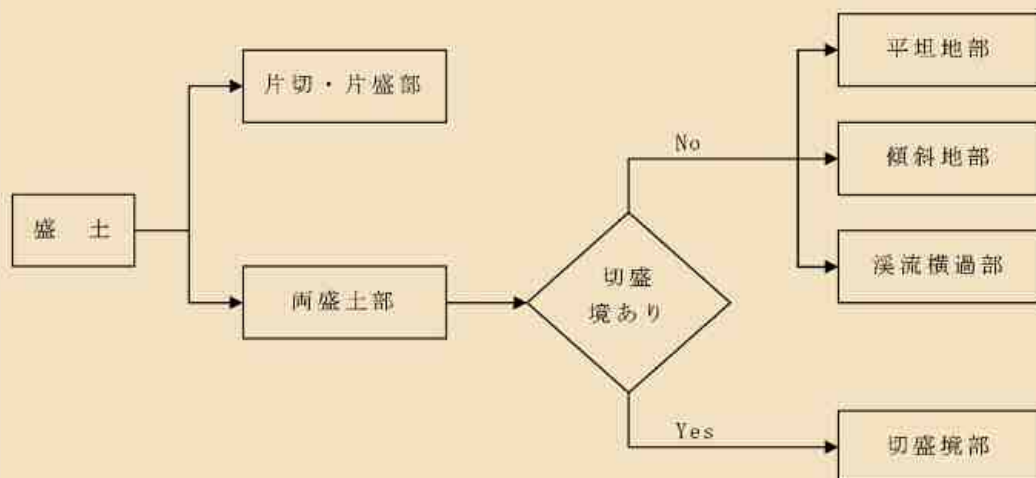 盛 土
片切・片盛部
両盛土部
切盛
境あり
No
Yes
平坦地部
傾斜地部
渓流横過部
切盛境部